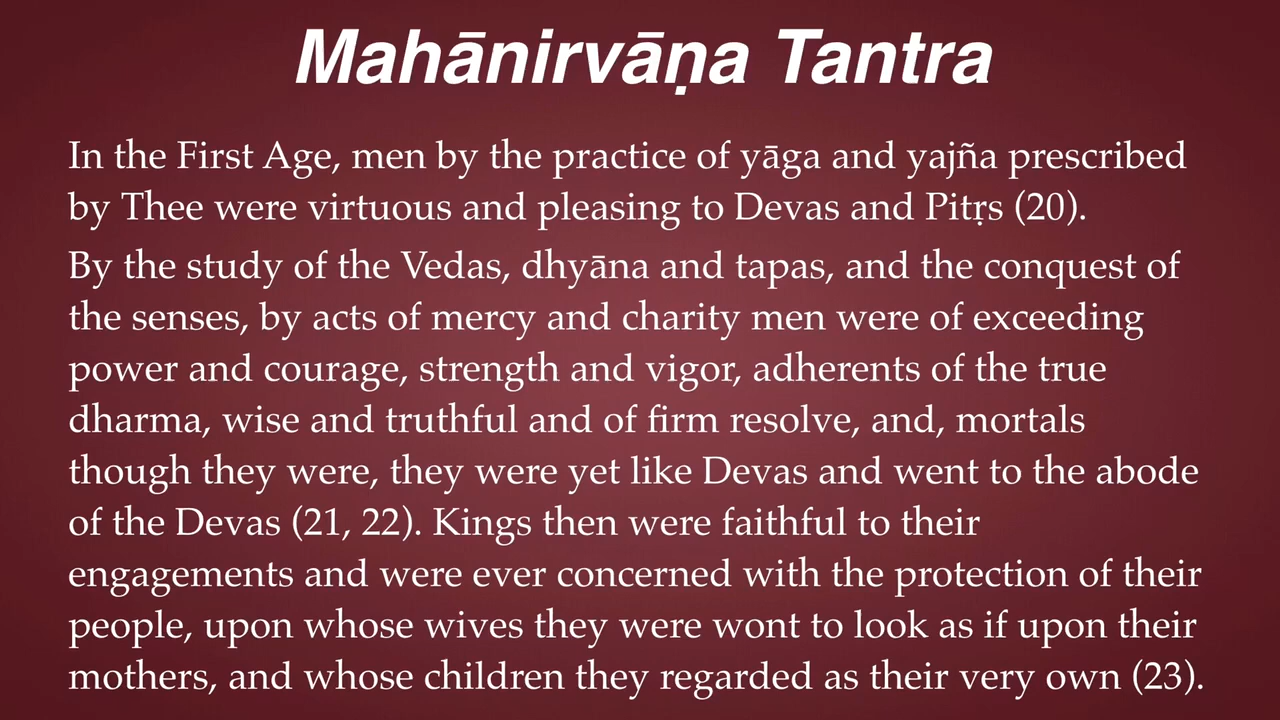 Mahānirvāṇa Tantra
In the First Age, men by the practice of yāga and yajña prescribed
by Thee were virtuous and pleasing to Devas and Pitṛs (20).
By the study of the Vedas, dhyāna and tapas, and the conquest of
the senses, by acts of mercy and charity men were of exceeding
power and courage, strength and vigor, adherents of the true
dharma, wise and truthful and of firm resolve, and, mortals
though they were, they were yet like Devas and went to the abode
of the Devas (21, 22). Kings then were faithful to their
engagements and were ever concerned with the protection of their
people, upon whose wives they were wont to look as if upon their
mothers, and whose children they regarded as their very own (23).